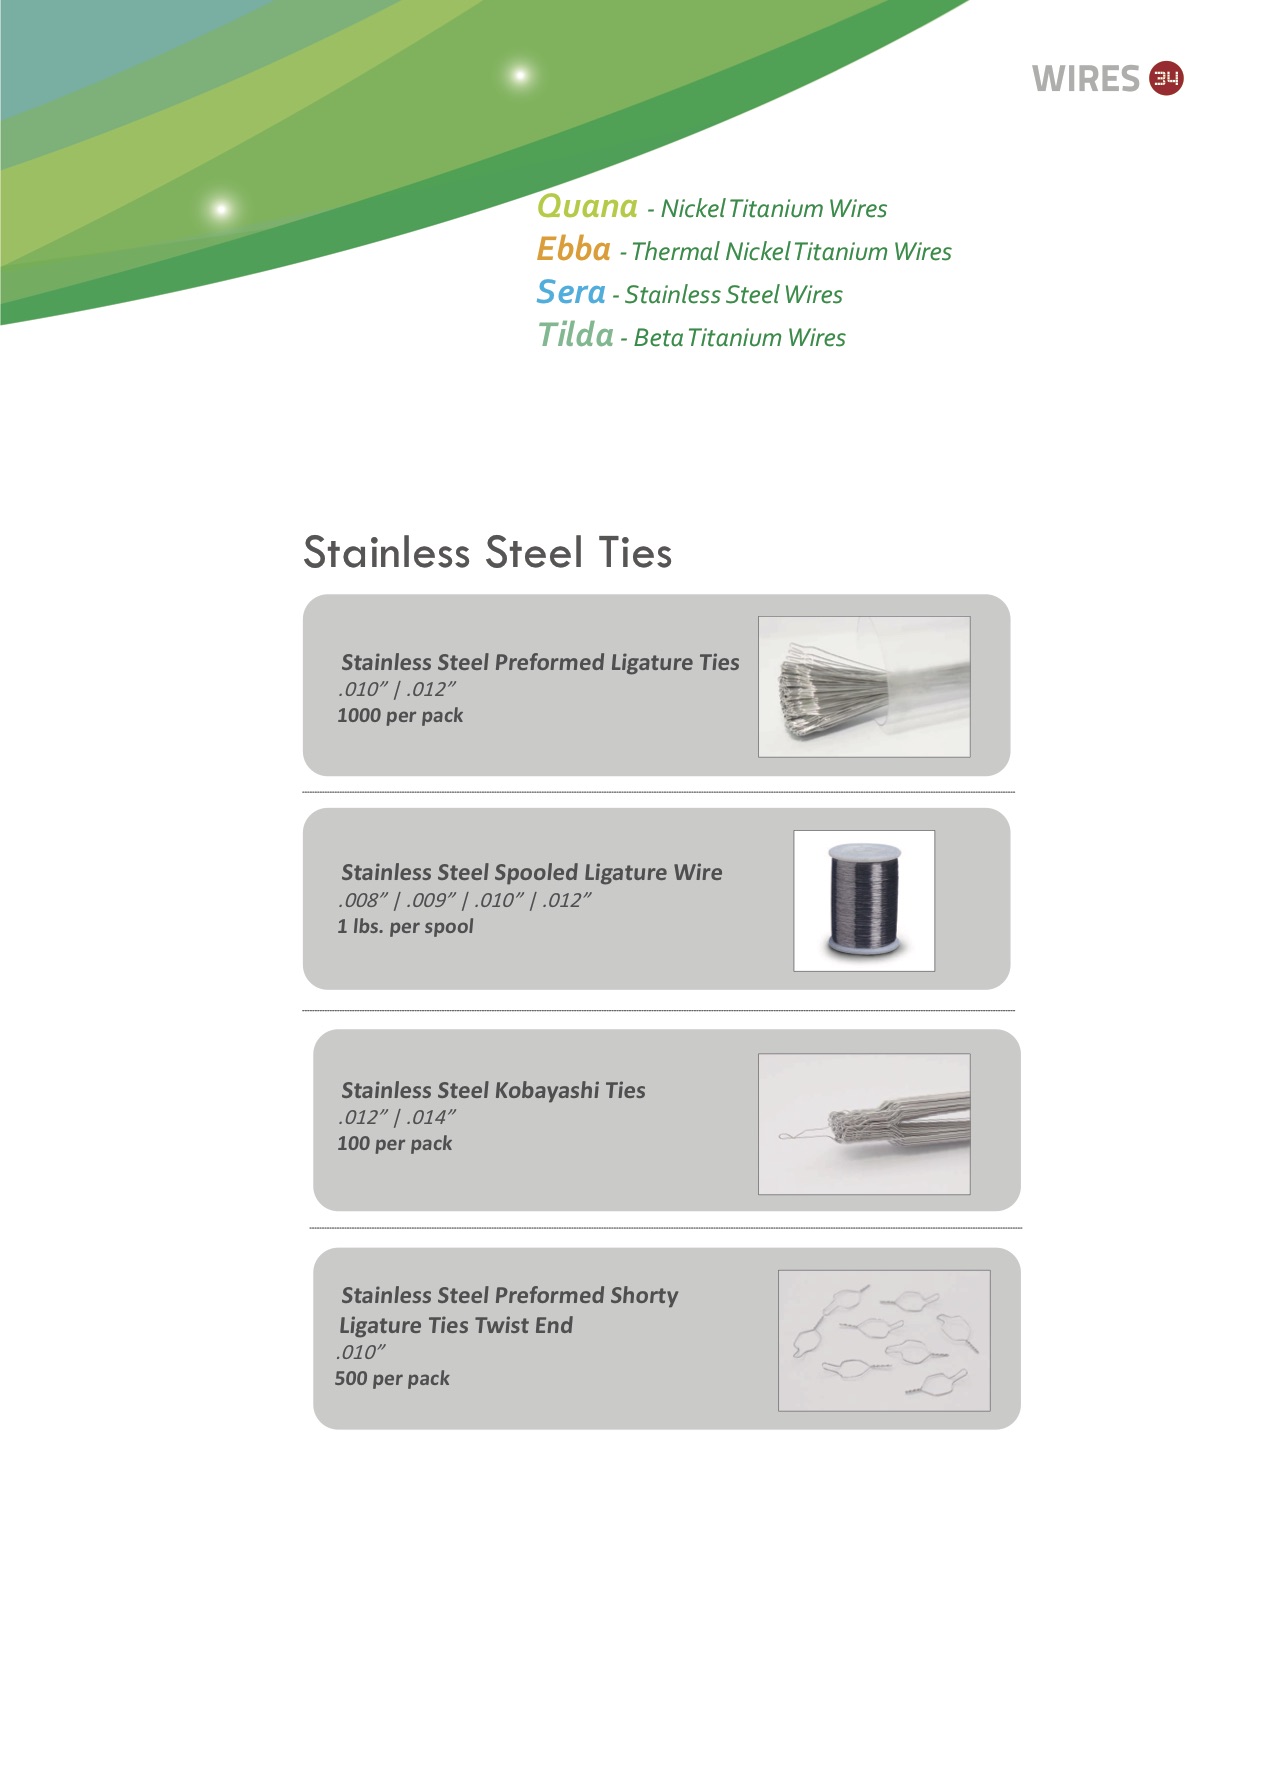 WIRES 34
Quana - Nickel Titanium Wires
Ebba - Thermal Nickel Titanium Wires
Sera - Stainless Steel Wires
Tilda - Beta Titanium Wires
Stainless Steel Ties
Stainless Steel Preformed Ligature Ties
.010” | .012”
1000 per pack
Stainless Steel Spooled Ligature Wire
.008” | .009” | .010” | .012”
1 lbs. per spool
Stainless Steel Kobayashi Ties
.012” | .014”
100 per pack
Stainless Steel Preformed Shorty
Ligature Ties Twist End
.010”
500 per pack